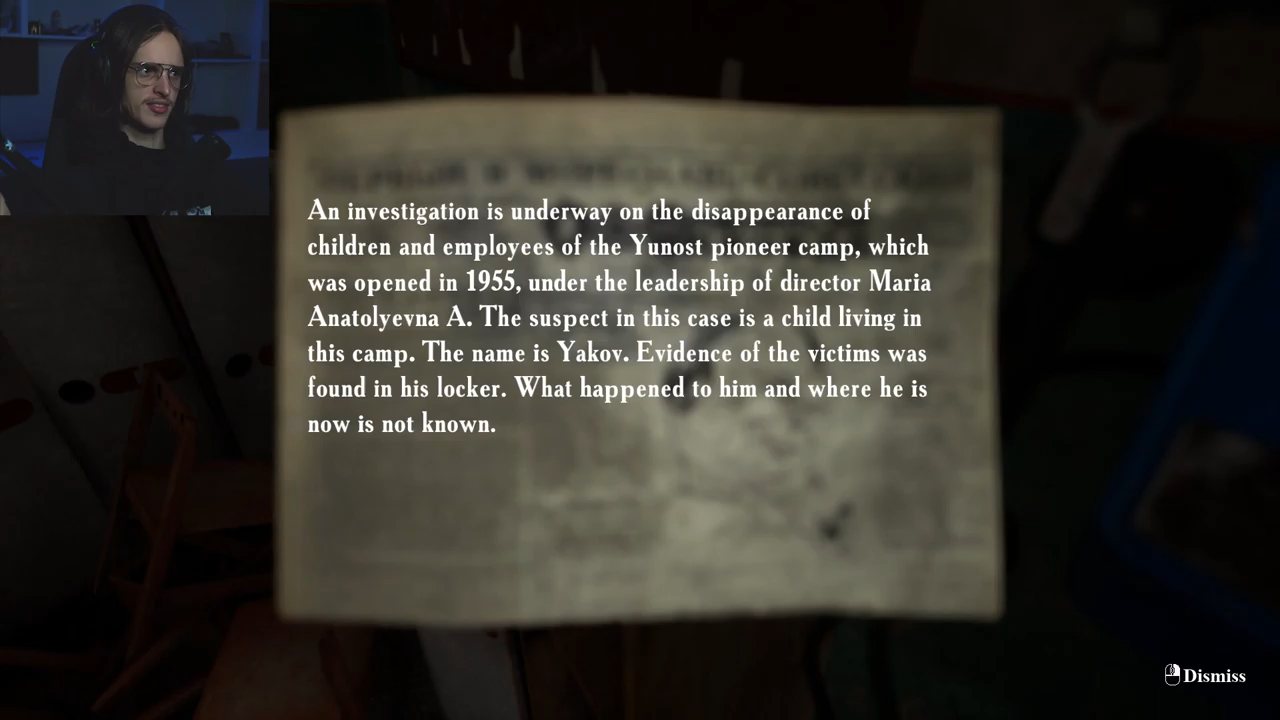 An investigation is underway on the disappearance of
children and employees of the Yunost pioneer camp, which
was opened in 1955, under the leadership of director Maria
Anatolyevna A. The suspect in this case is a child living in
this camp. The name is Yakov. Evidence of the victims was
found in his locker. What happened to him and where he is
now is not known.
Dismiss